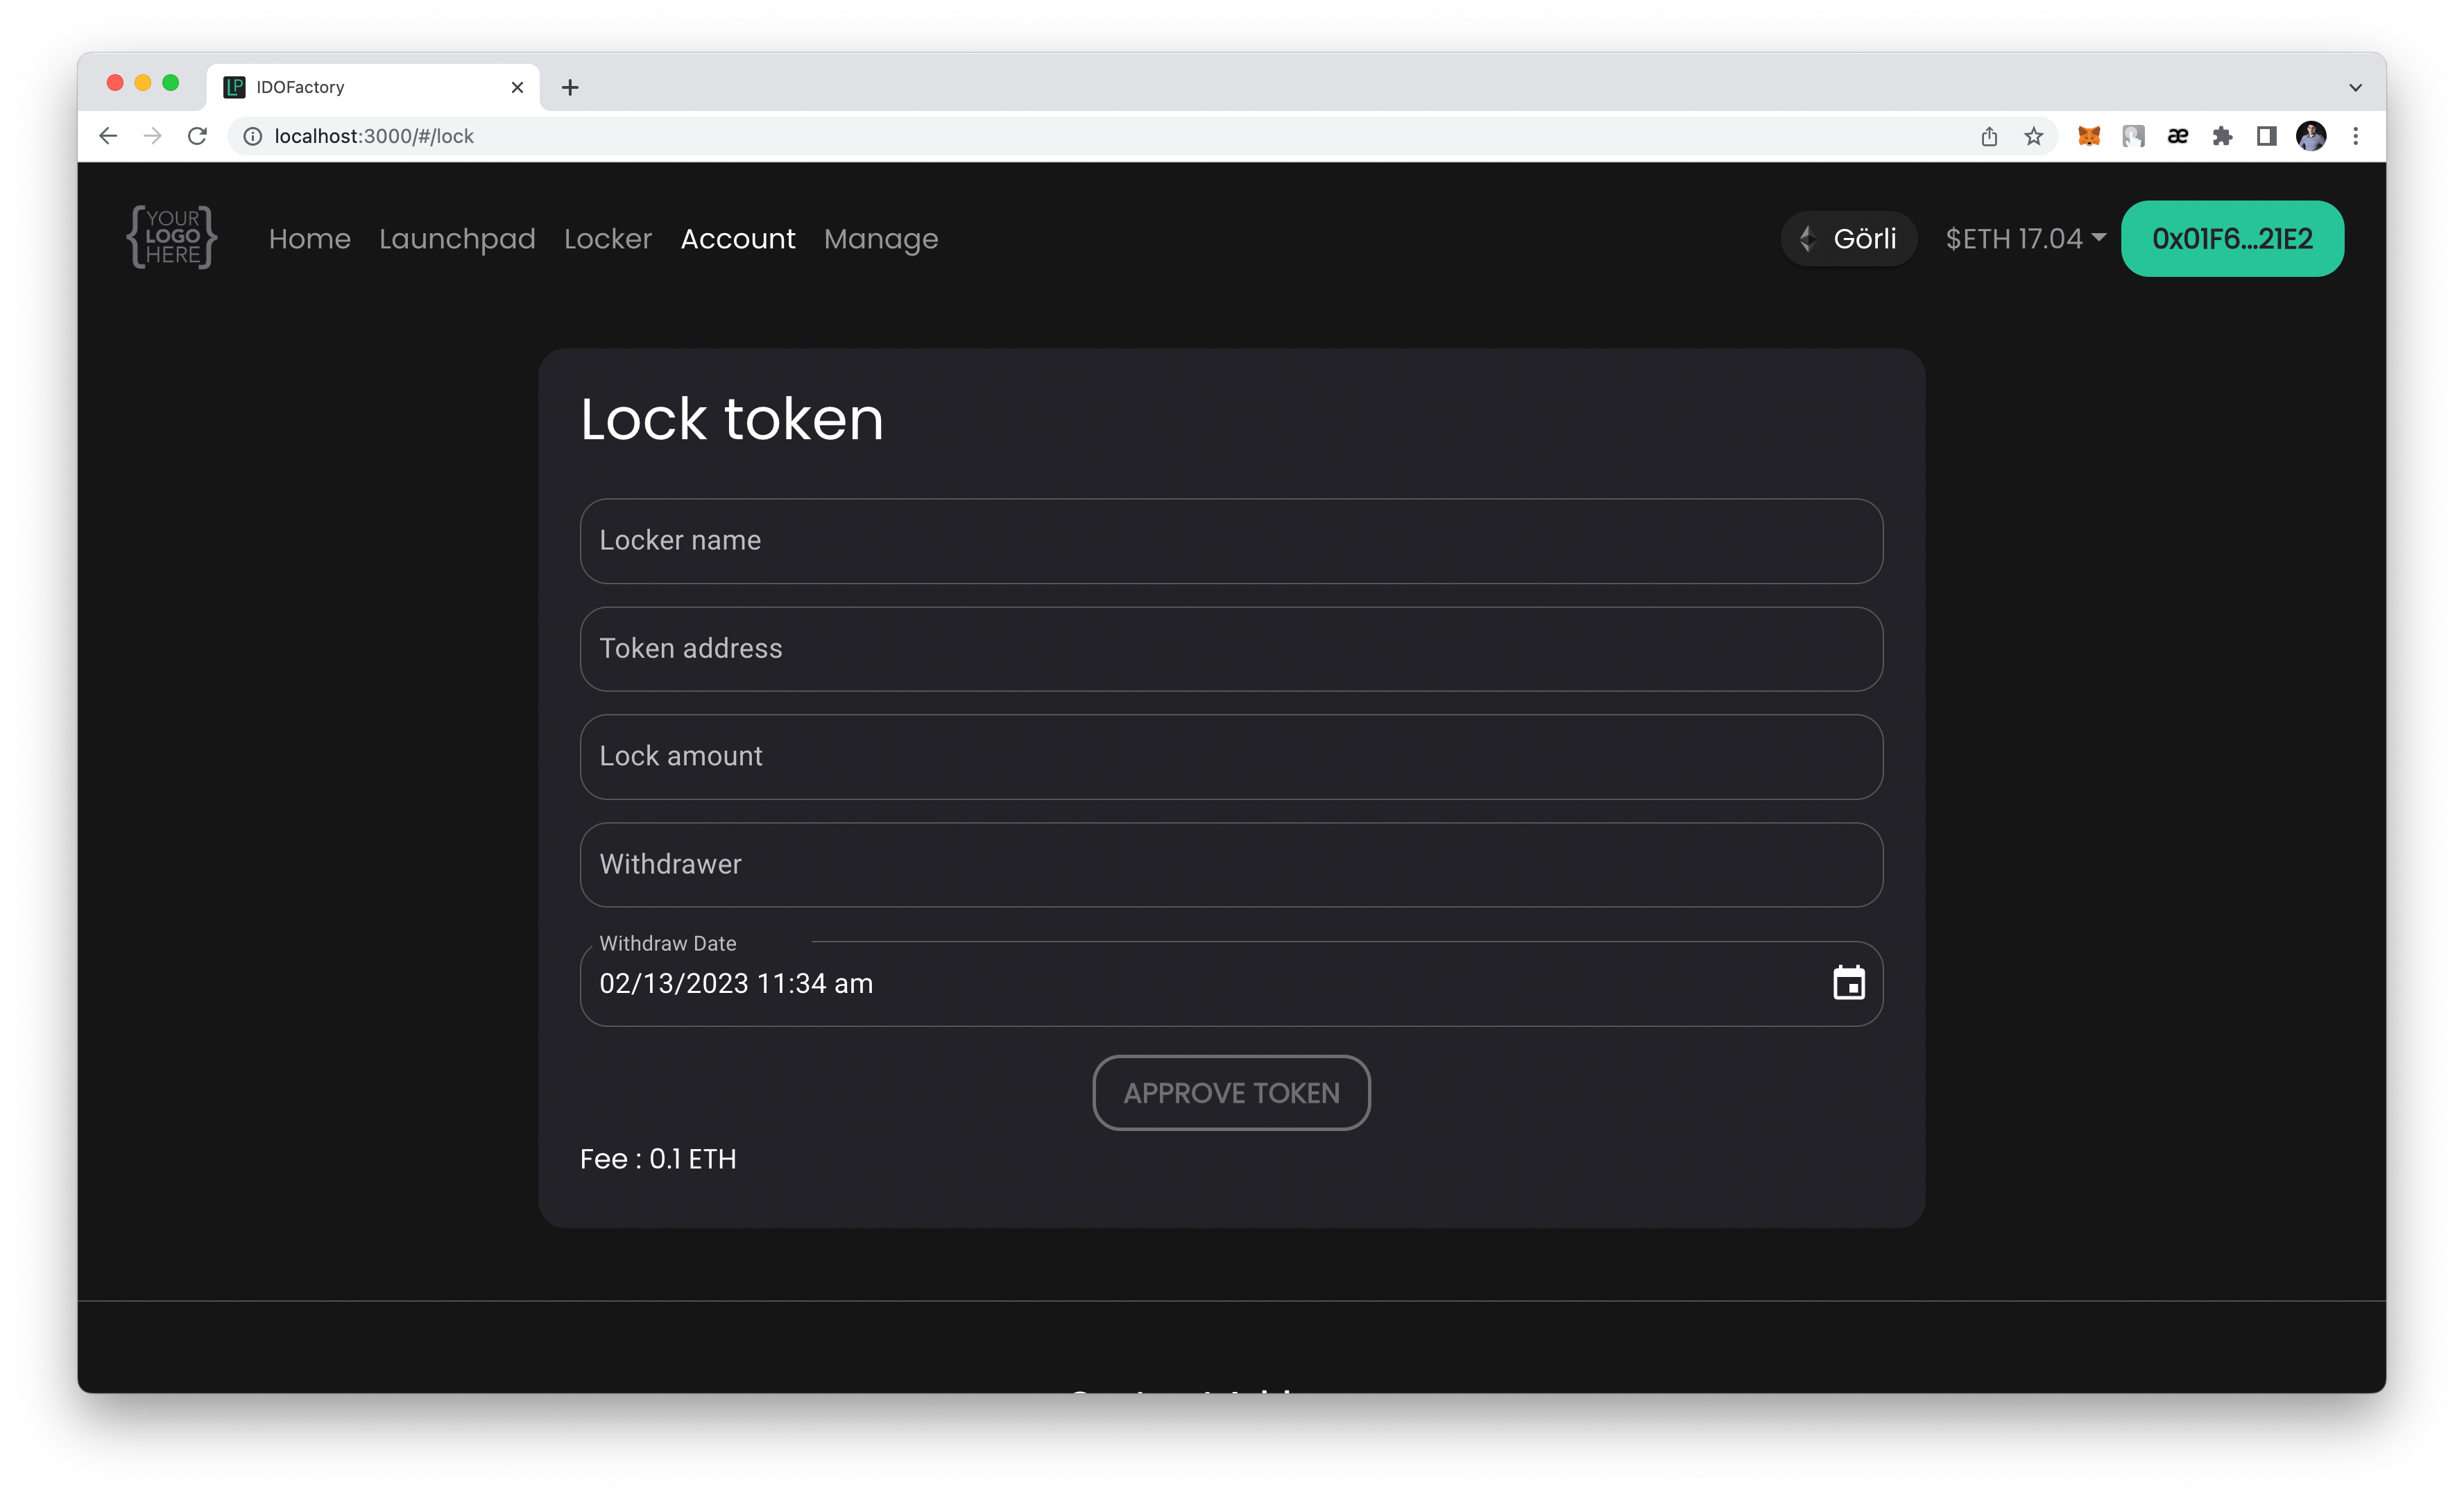 IDOFactory
localhost:3000/#/lock
YOUR
LOGO
HERE
Home Launchpad Locker Account Manage
Görli $ETH 17.04 0x01F6...21E2
Lock token
Locker name
Token address
Lock amount
Withdrawer
Withdraw Date
02/13/2023 11:34 am
APPROVE TOKEN
Fee : 0.1 ETH